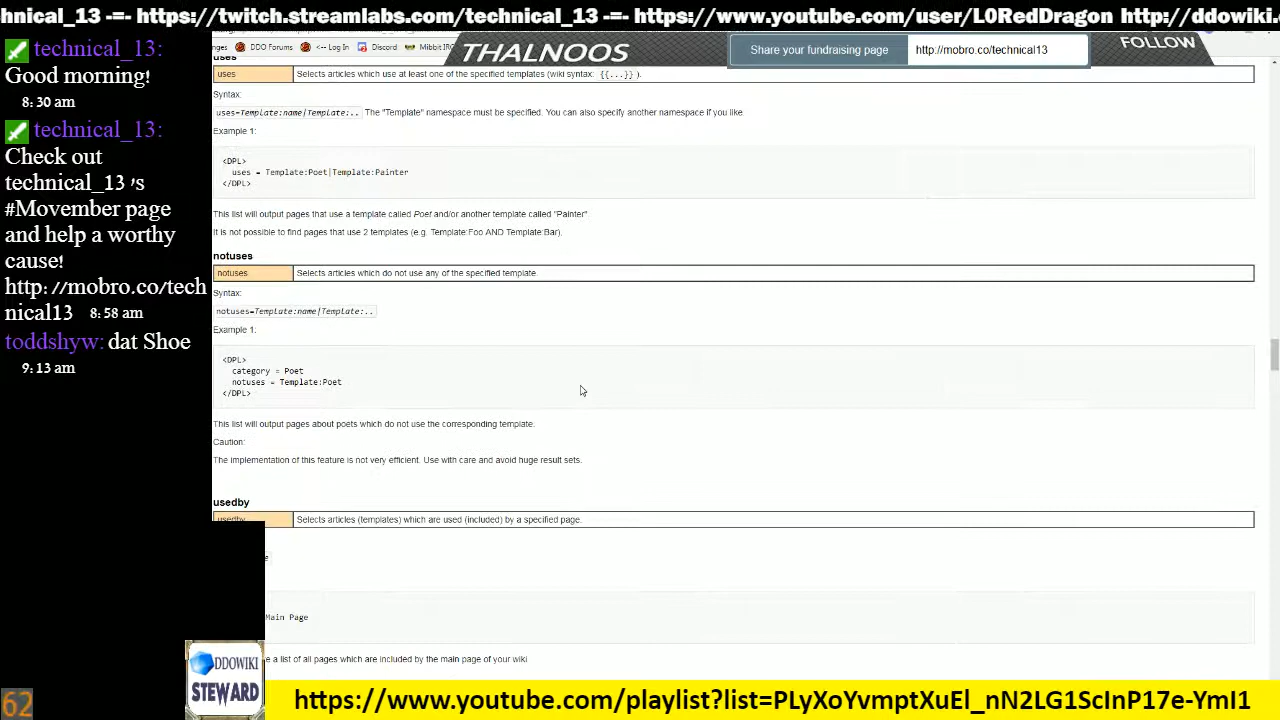 hnical_13 -=- https://twitch.streamlabs.com/technical_13 -=- https://www.youtube.com/user/L0RedDragon http://ddowiki.c
technical_13:
Good morning!
8:30 am
technical_13:
Check out
technical_13 's
#Movember page
and help a worthy
cause!
http://mobro.co/tech
nical13 8:58 am
toddshyw: dat Shoe
9:13 am
nges DDO Forums <-- Log In Discord Mibbit IRC
THALNOOS
Share your fundraising page http://mobro.co/technical13
FOLLOW
uses
uses Selects articles which use at least one of the specified templates (wiki syntax: {{...}} ).
Syntax:
uses=Template:name|Template:.. The "Template" namespace must be specified. You can also specify another namespace if you like.
Example 1:
<DPL>
uses = Template:Poet|Template:Painter
</DPL>
This list will output pages that use a template called Poet and/or another template called "Painter"
It is not possible to find pages that use 2 templates (e.g. Template:Foo AND Template:Bar).
notuses
notuses Selects articles which do not use any of the specified template.
Syntax:
notuses=Template:name|Template:..
Example 1:
<DPL>
category = Poet
notuses = Template:Poet
</DPL>
This list will output pages about poets which do not use the corresponding template.
Caution:
The implementation of this feature is not very efficient. Use with care and avoid huge result sets.
usedby
usedby Selects articles (templates) which are used (included) by a specified page.
e
Main Page
e a list of all pages which are included by the main page of your wiki
DDOWIKI
STEWARD
62
https://www.youtube.com/playlist?list=PLyXoYvmptXuEl_nN2LG1ScInP17e-YmI1